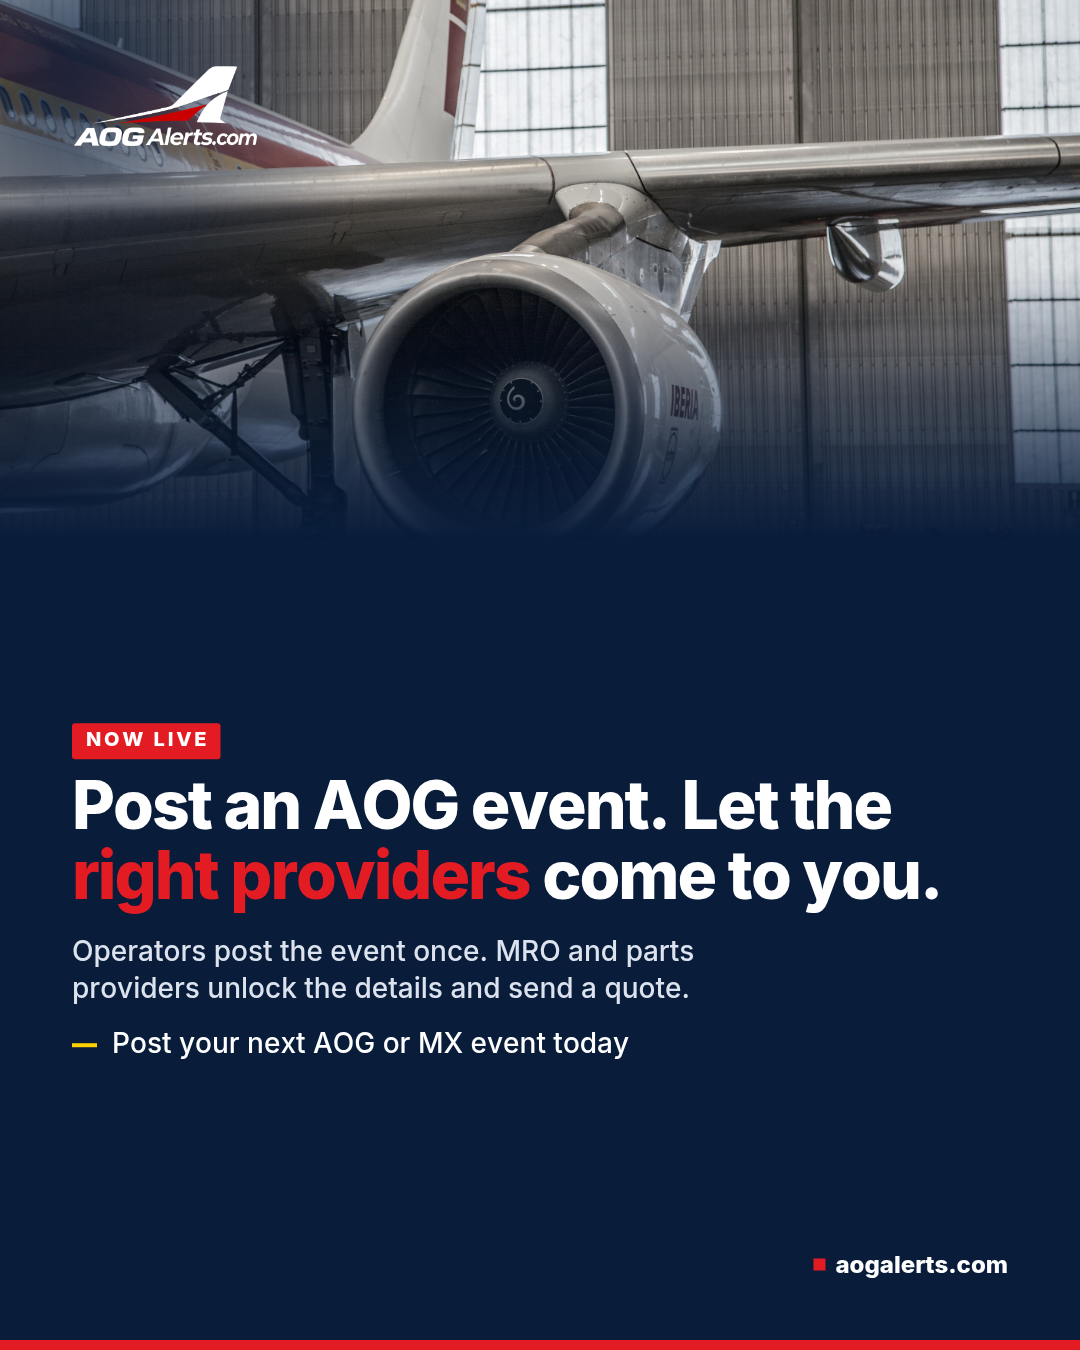 AOG Alerts.com
IBERIA
NOW LIVE
Post an AOG event. Let the
right providers come to you.
Operators post the event once. MRO and parts
providers unlock the details and send a quote.
Post your next AOG or MX event today
aogalerts.com